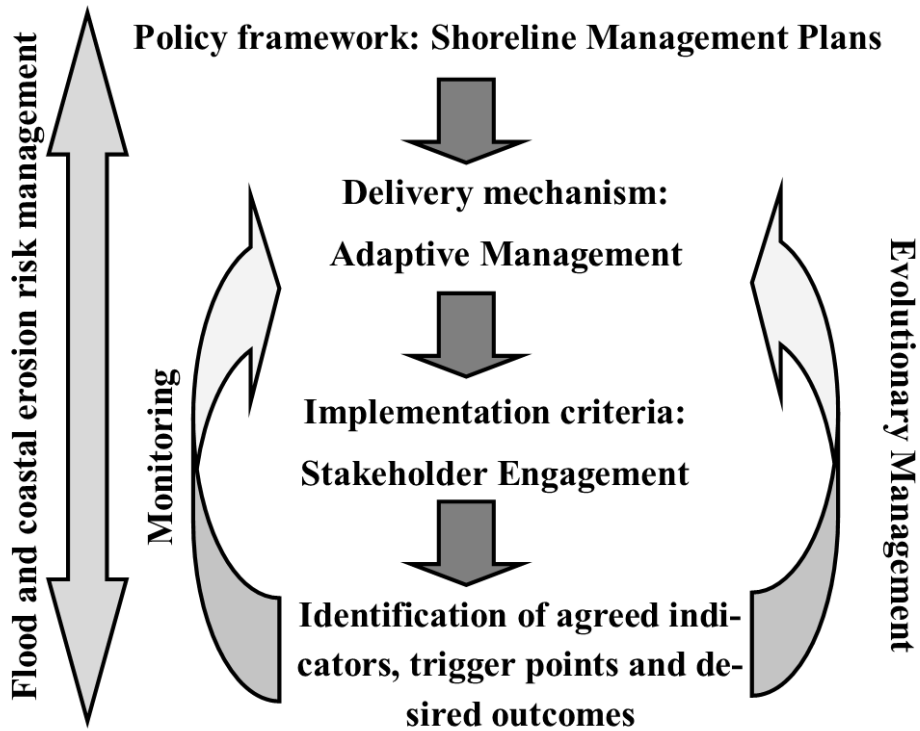 Flood and coastal erosion risk management
Policy framework: Shoreline Management Plans
Delivery mechanism:
Adaptive Management
Monitoring
Evolutionary Management
Implementation criteria:
Stakeholder Engagement
Identification of agreed indi-
cators, trigger points and de-
sired outcomes